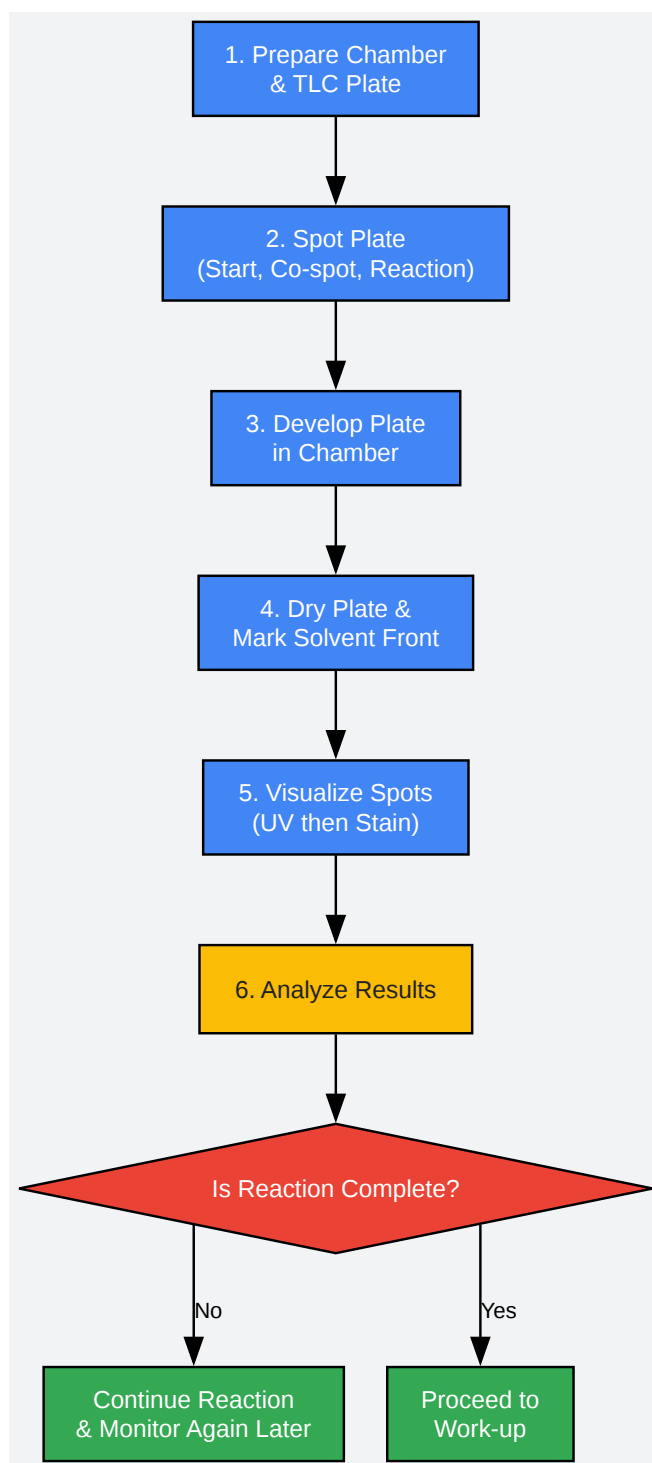 1. Prepare Chamber
& TLC Plate
2. Spot Plate
(Start, Co-spot, Reaction)
3. Develop Plate
in Chamber
4. Dry Plate &
Mark Solvent Front
5. Visualize Spots
(UV then Stain)
6. Analyze Results
Is Reaction Complete?
No
Yes
Continue Reaction
& Monitor Again Later
Proceed to
Work-up